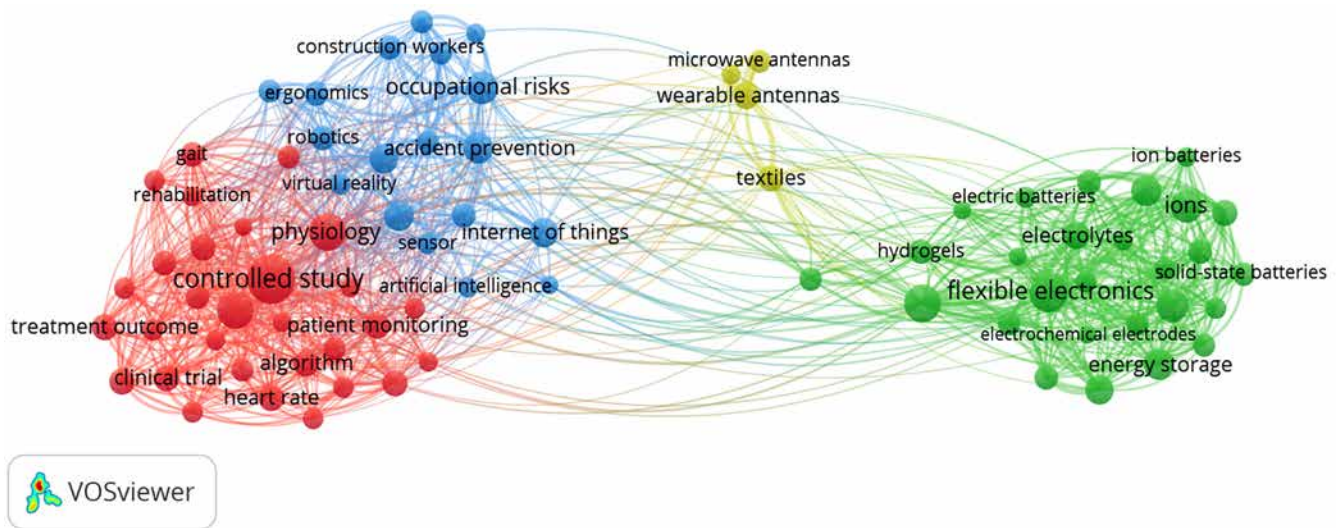 construction workers
occupational risks
ergonomics
robotics
accident prevention
gait
virtual reality
rehabilitation
physiology
sensor
internet of things
controlled study
artificial intelligence
treatment outcome
patient monitoring
algorithm
clinical trial
heart rate
microwave antennas
wearable antennas
textiles
ion batteries
electric batteries
ions
electrolytes
hydrogels
solid-state batteries
flexible electronics
electrochemical electrodes
energy storage
VOSviewer